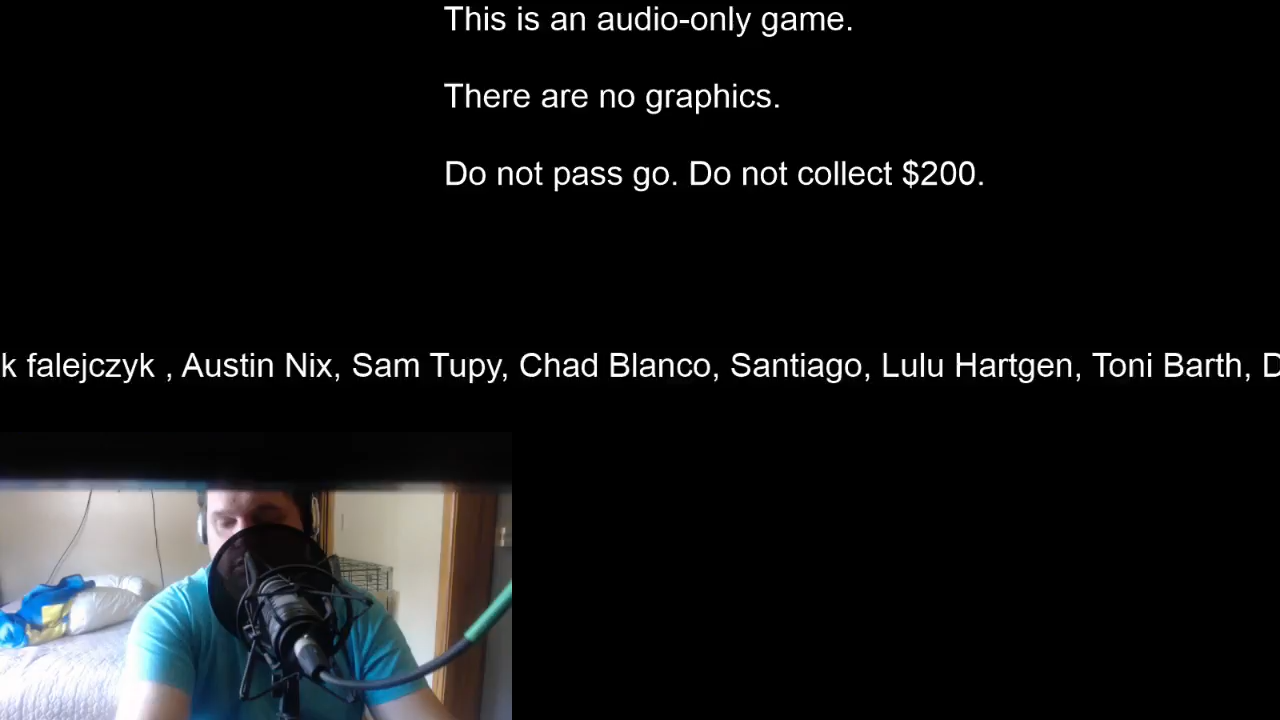 This is an audio-only game.
There are no graphics.
Do not pass go. Do not collect $200.
k falejczyk , Austin Nix, Sam Tupy, Chad Blanco, Santiago, Lulu Hartgen, Toni Barth, D